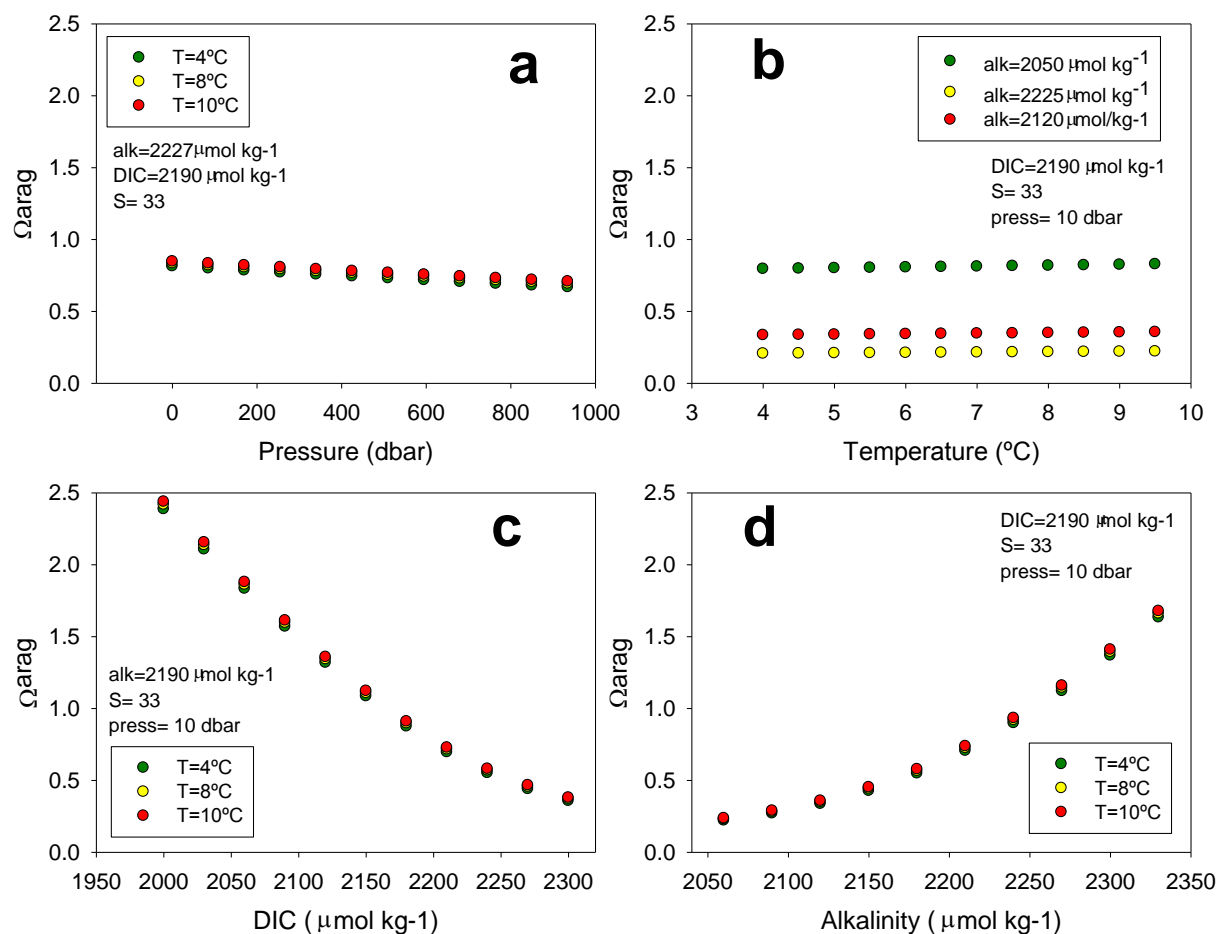 2.5
2.0
1.5
1.0
0.5
0.0
Ωarag
T=4ºC
T=8ºC
T=10ºC
a
alk=2227μmol kg-1
DIC=2190 μmol kg-1
S= 33
0 200 400 600 800 1000
Pressure (dbar)
2.5
2.0
1.5
1.0
0.5
0.0
Ωarag
b
alk=2050 μmol kg-1
alk=2225μmol kg-1
alk=2120μmol/kg-1
DIC=2190 μmol kg-1
S= 33
press= 10 dbar
3 4 5 6 7 8 9 10
Temperature (ºC)
2.5
2.0
1.5
1.0
0.5
0.0
Ωarag
c
alk=2190 μmol kg-1
S= 33
press= 10 dbar
T=4ºC
T=8ºC
T=10ºC
1950 2000 2050 2100 2150 2200 2250 2300
DIC ( μmol kg-1)
2.5
2.0
1.5
1.0
0.5
0.0
Ωarag
d
DIC=2190 μmol kg-1
S= 33
press= 10 dbar
T=4ºC
T=8ºC
T=10ºC
2050 2100 2150 2200 2250 2300 2350
Alkalinity ( μmol kg-1)